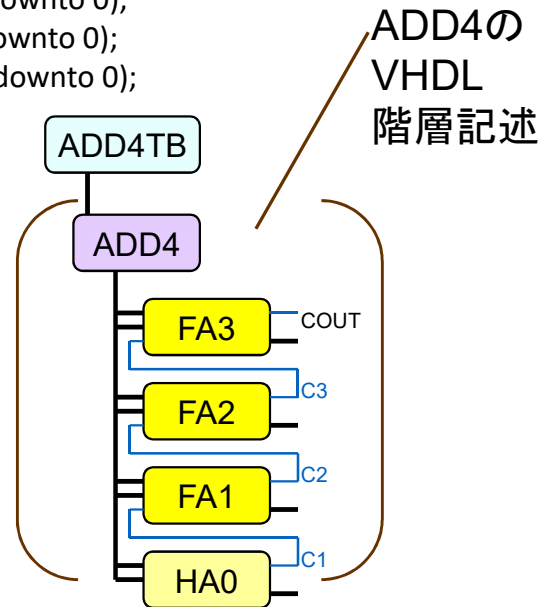 downto 0);
ownto 0);
downto 0);
ADD4の
VHDL
階層記述
ADD4TB
ADD4
FA3
COUT
C3
FA2
C2
FA1
C1
HA0